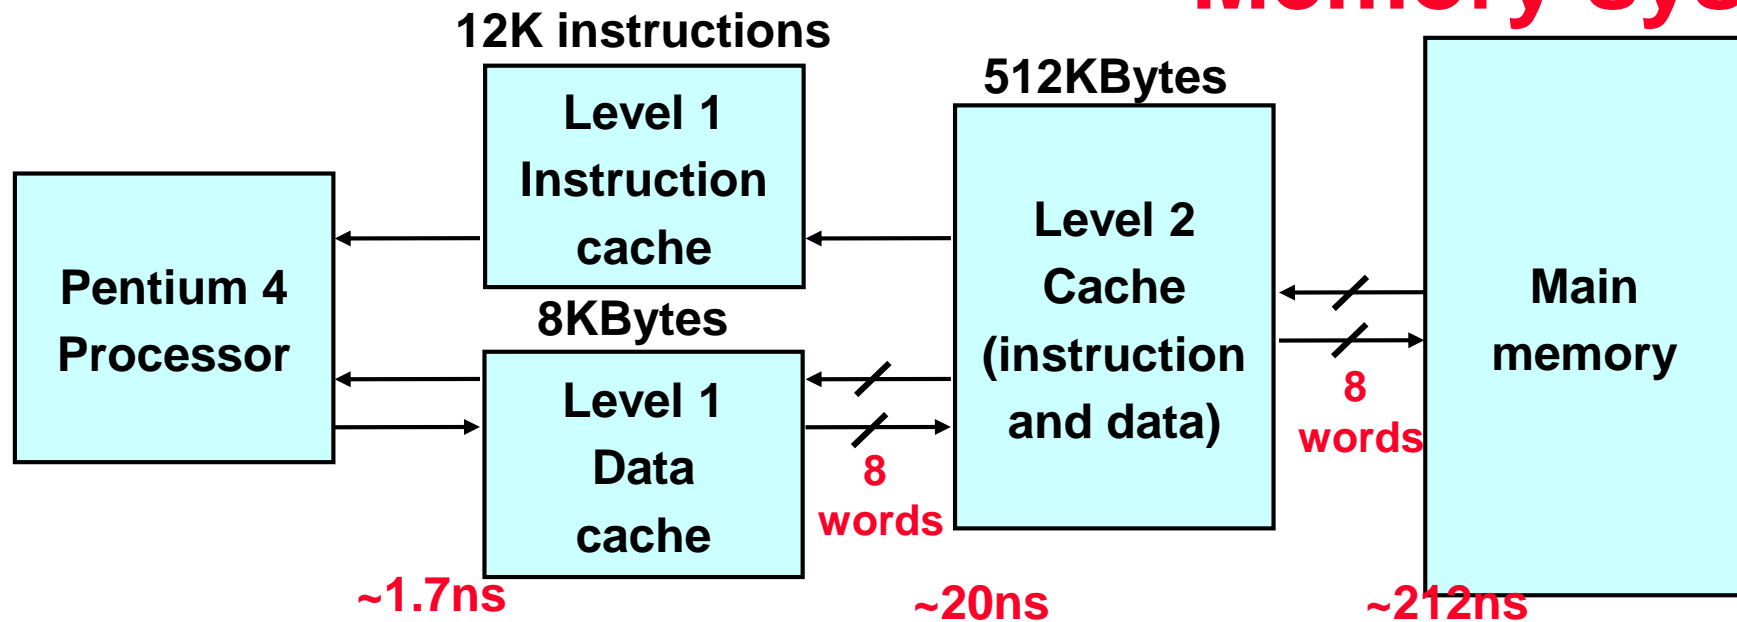 12K instructions
Level 1
Instruction
cache
512KBytes
Pentium 4
Processor
8KBytes
Level 1
Data
cache
8
words
Level 2
Cache
(instruction
and data)
8
words
Main
memory
~1.7ns
~20ns
~212ns